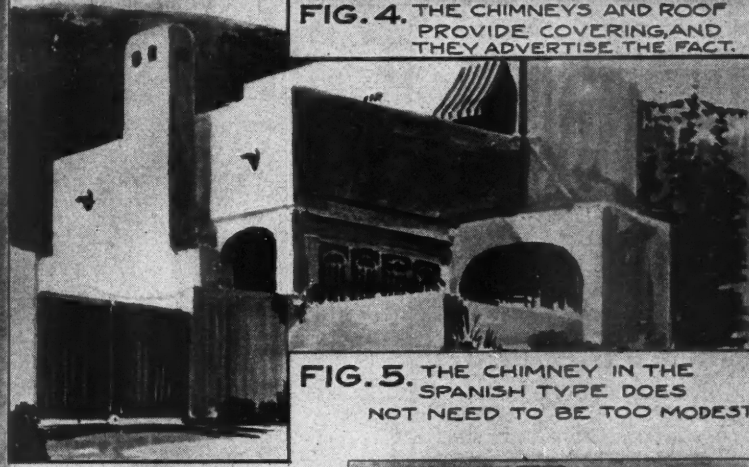 FIG. 4. THE CHIMNEYS AND ROOF
PROVIDE COVERING, AND
THEY ADVERTISE THE FACT.
FIG. 5. THE CHIMNEY IN THE
SPANISH TYPE DOES
NOT NEED TO BE TOO MODEST